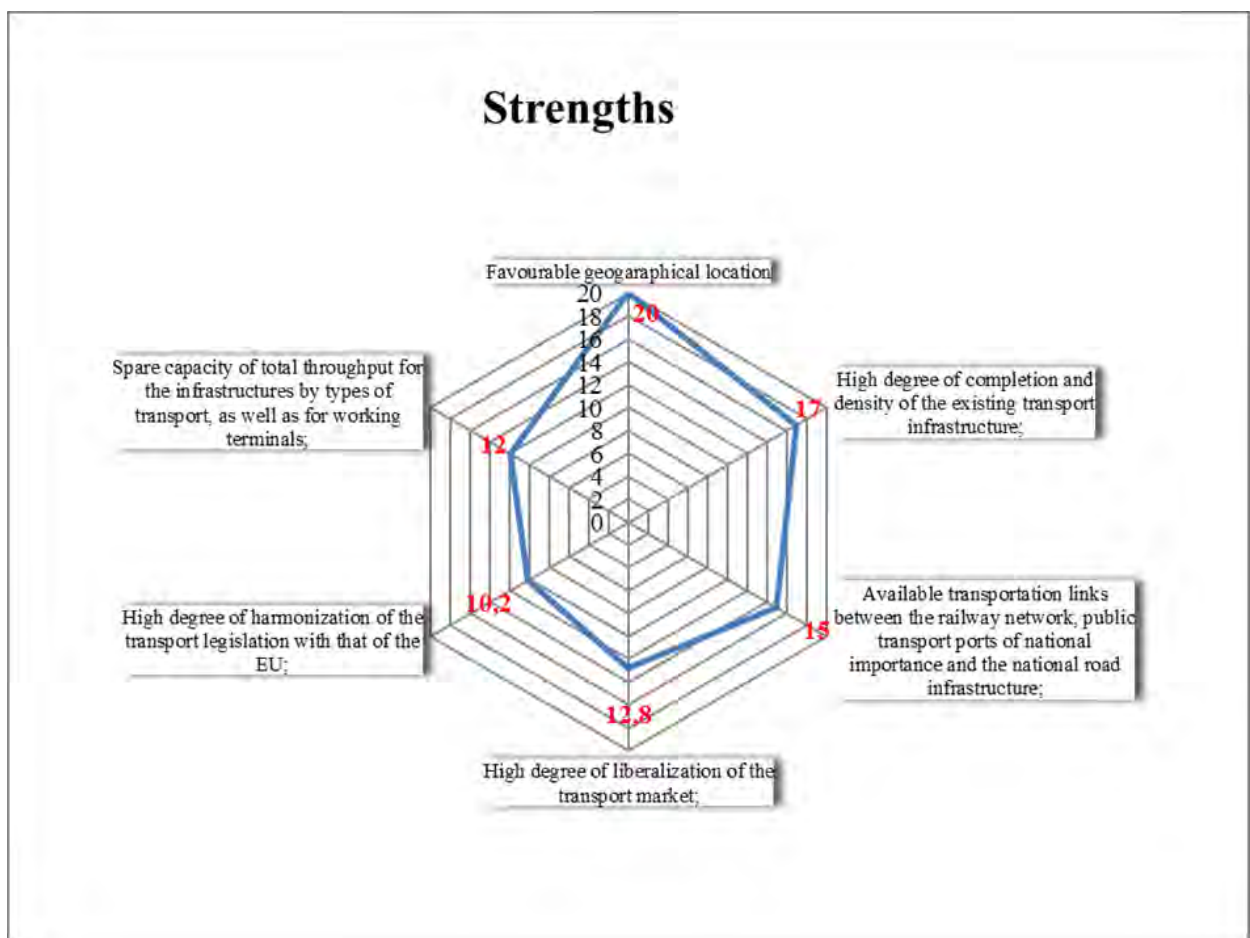 Strengths
Favourable geogaraphical location
20
18
16
14
12
10
8
6
4
2
0
20
17
15
12,8
10,2
12
High degree of completion and
density of the existing transport
infrastructure;
Available transportation links
between the railway network, public
transport ports of national
importance and the national road
infrastructure;
High degree of liberalization of the
transport market;
High degree of harmonization of the
transport legislation with that of the
EU;
Spare capacity of total throughput for
the infrastructures by types of
transport, as well as for working
terminals;